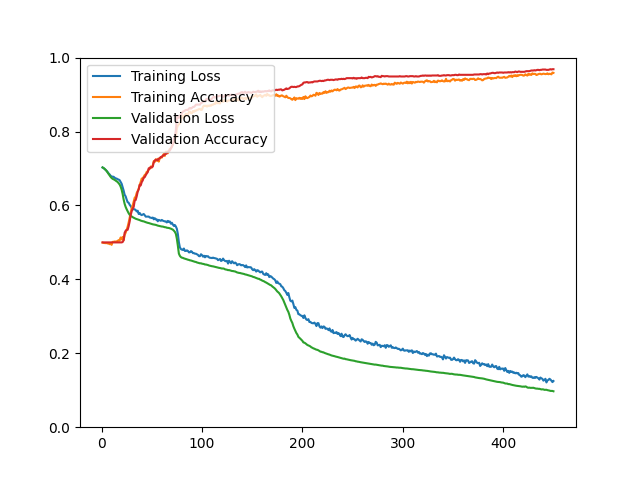 1.0
0.8
0.6
0.4
0.2
0.0
Training Loss
Training Accuracy
Validation Loss
Validation Accuracy
0 100 200 300 400